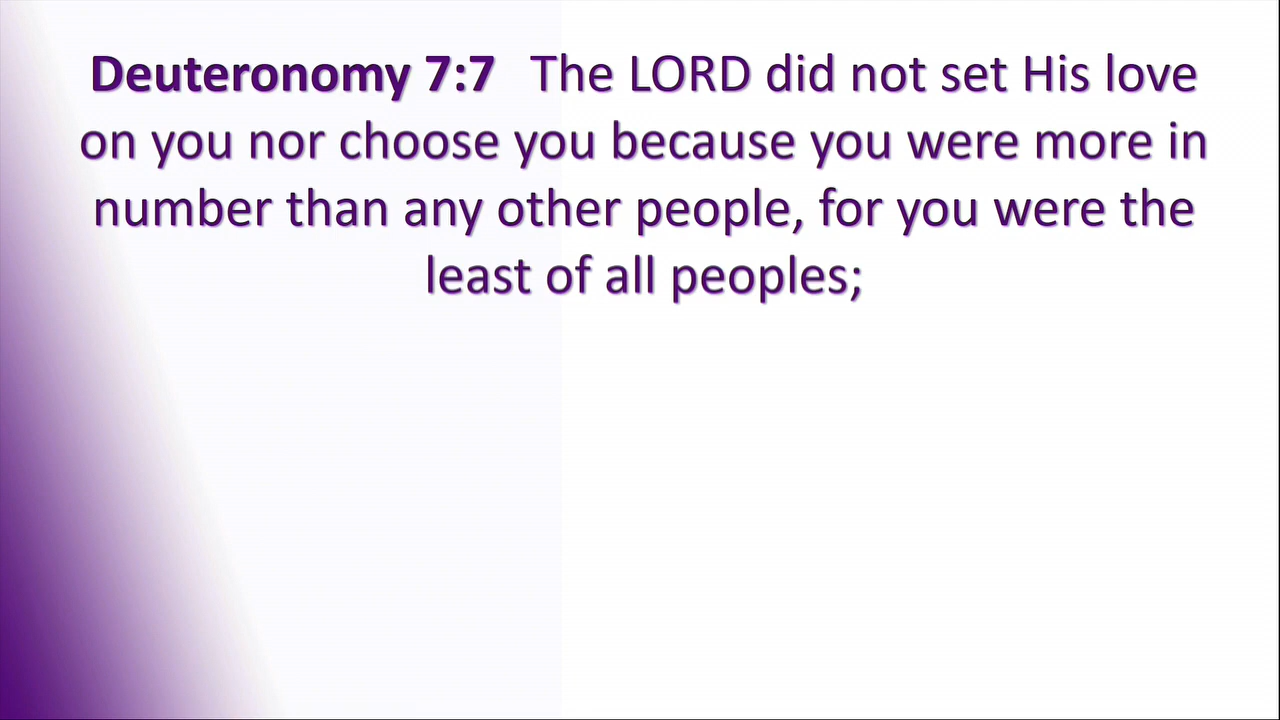 Deuteronomy 7:7 The LORD did not set His love
on you nor choose you because you were more in
number than any other people, for you were the
least of all peoples;